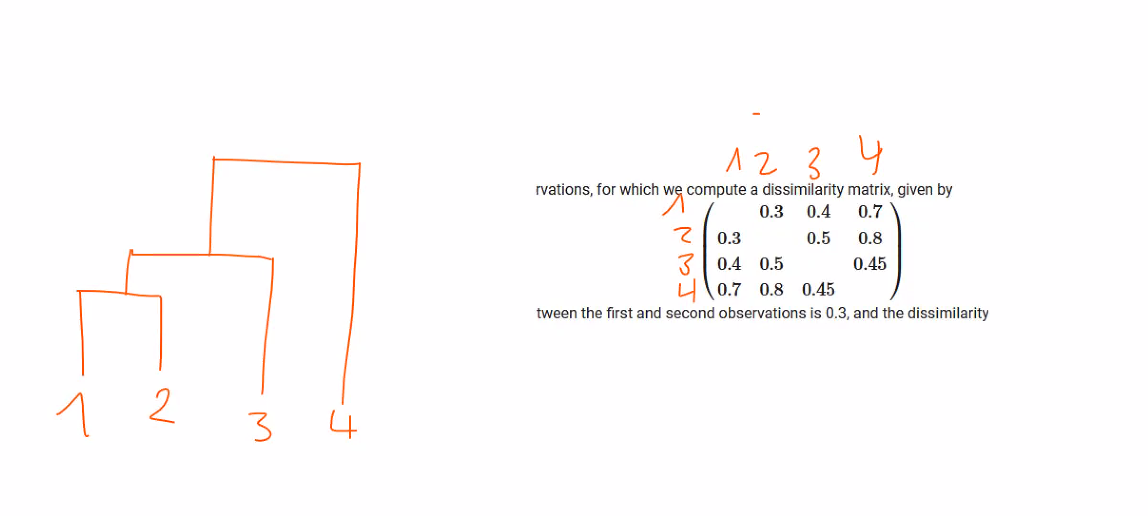 1 2 3 4
rvations, for which we compute a dissimilarity matrix, given by
1 0.3 0.4 0.7
2 0.3 0.5 0.8
3 0.4 0.5 0.45
4 0.7 0.8 0.45
tween the first and second observations is 0.3, and the dissimilarity
1 2 3 4